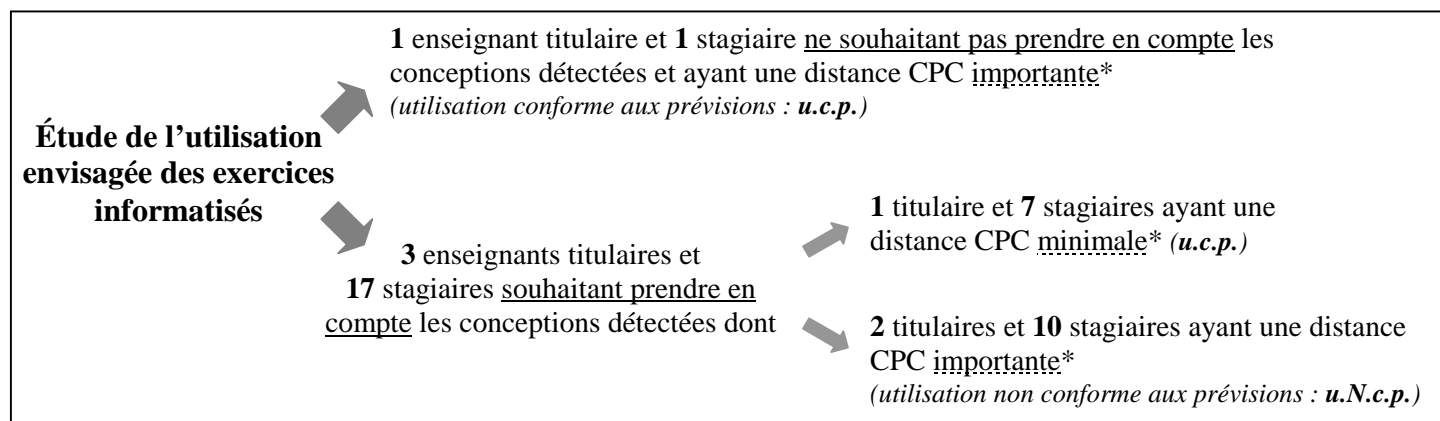 1 enseignant titulaire et 1 stagiaire ne souhaitant pas prendre en compte les
conceptions détectées et ayant une distance CPC importante*
(utilisation conforme aux prévisions : u.c.p.)
Étude de l’utilisation
envisagée des exercices
informatisés
3 enseignants titulaires et
17 stagiaires souhaitant prendre en
compte les conceptions détectées dont
1 titulaire et 7 stagiaires ayant une
distance CPC minimale* (u.c.p.)
2 titulaires et 10 stagiaires ayant une distance
CPC importante*
(utilisation non conforme aux prévisions : u.N.c.p.)